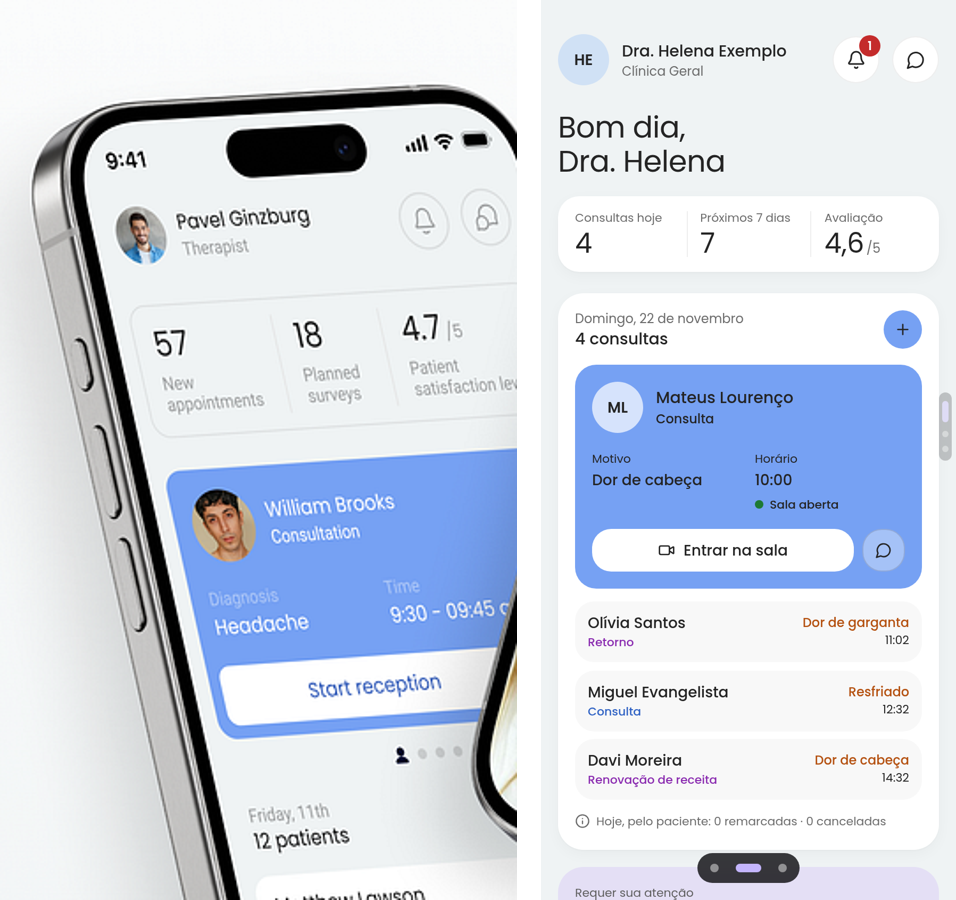 9:41
Pavel Ginzburg
Therapist
57
New
appointments
18
Planned
surveys
4.7 /5
Patient
satisfaction
William Brooks
Consultation
Diagnosis
Headache
Time
9:30 - 09:45
Start reception
Friday, 11th
12 patients
Matthew Lawson
HE
Dra. Helena Exemplo
Clínica Geral
1
Bom dia,
Dra. Helena
Consultas hoje
4
Próximos 7 dias
7
Avaliação
4,6 /5
Domingo, 22 de novembro
4 consultas
+
ML
Mateus Lourenço
Consulta
Motivo
Dor de cabeça
Horário
10:00
Sala aberta
Entrar na sala
Olívia Santos
Retorno
Dor de garganta
11:02
Miguel Evangelista
Consulta
Resfriado
12:32
Davi Moreira
Renovação de receita
Dor de cabeça
14:32
Hoje, pelo paciente: 0 remarcadas · 0 canceladas
Requer sua atenção